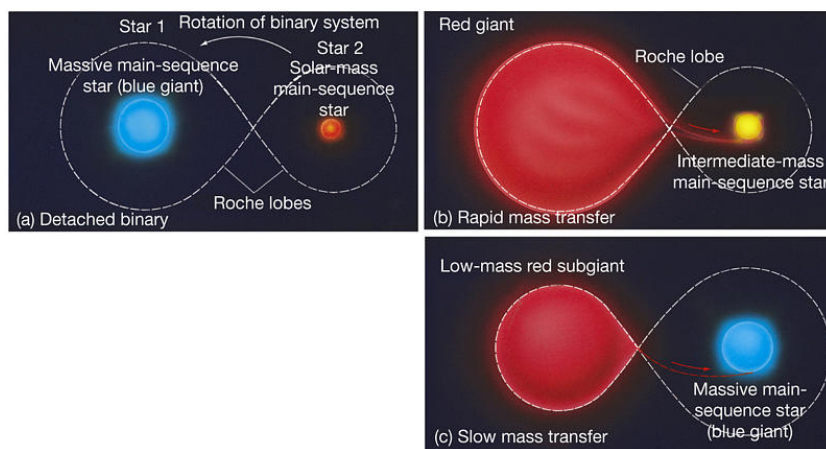 Star 1
Rotation of binary system
Star 2
Massive main-sequence
star (blue giant)
Solar-mass
main-sequence
star
Roche lobes
(a) Detached binary
Red giant
Roche lobe
Intermediate-mass
main-sequence star
(b) Rapid mass transfer
Low-mass red subgiant
Massive main-
sequence star
(blue giant)
(c) Slow mass transfer